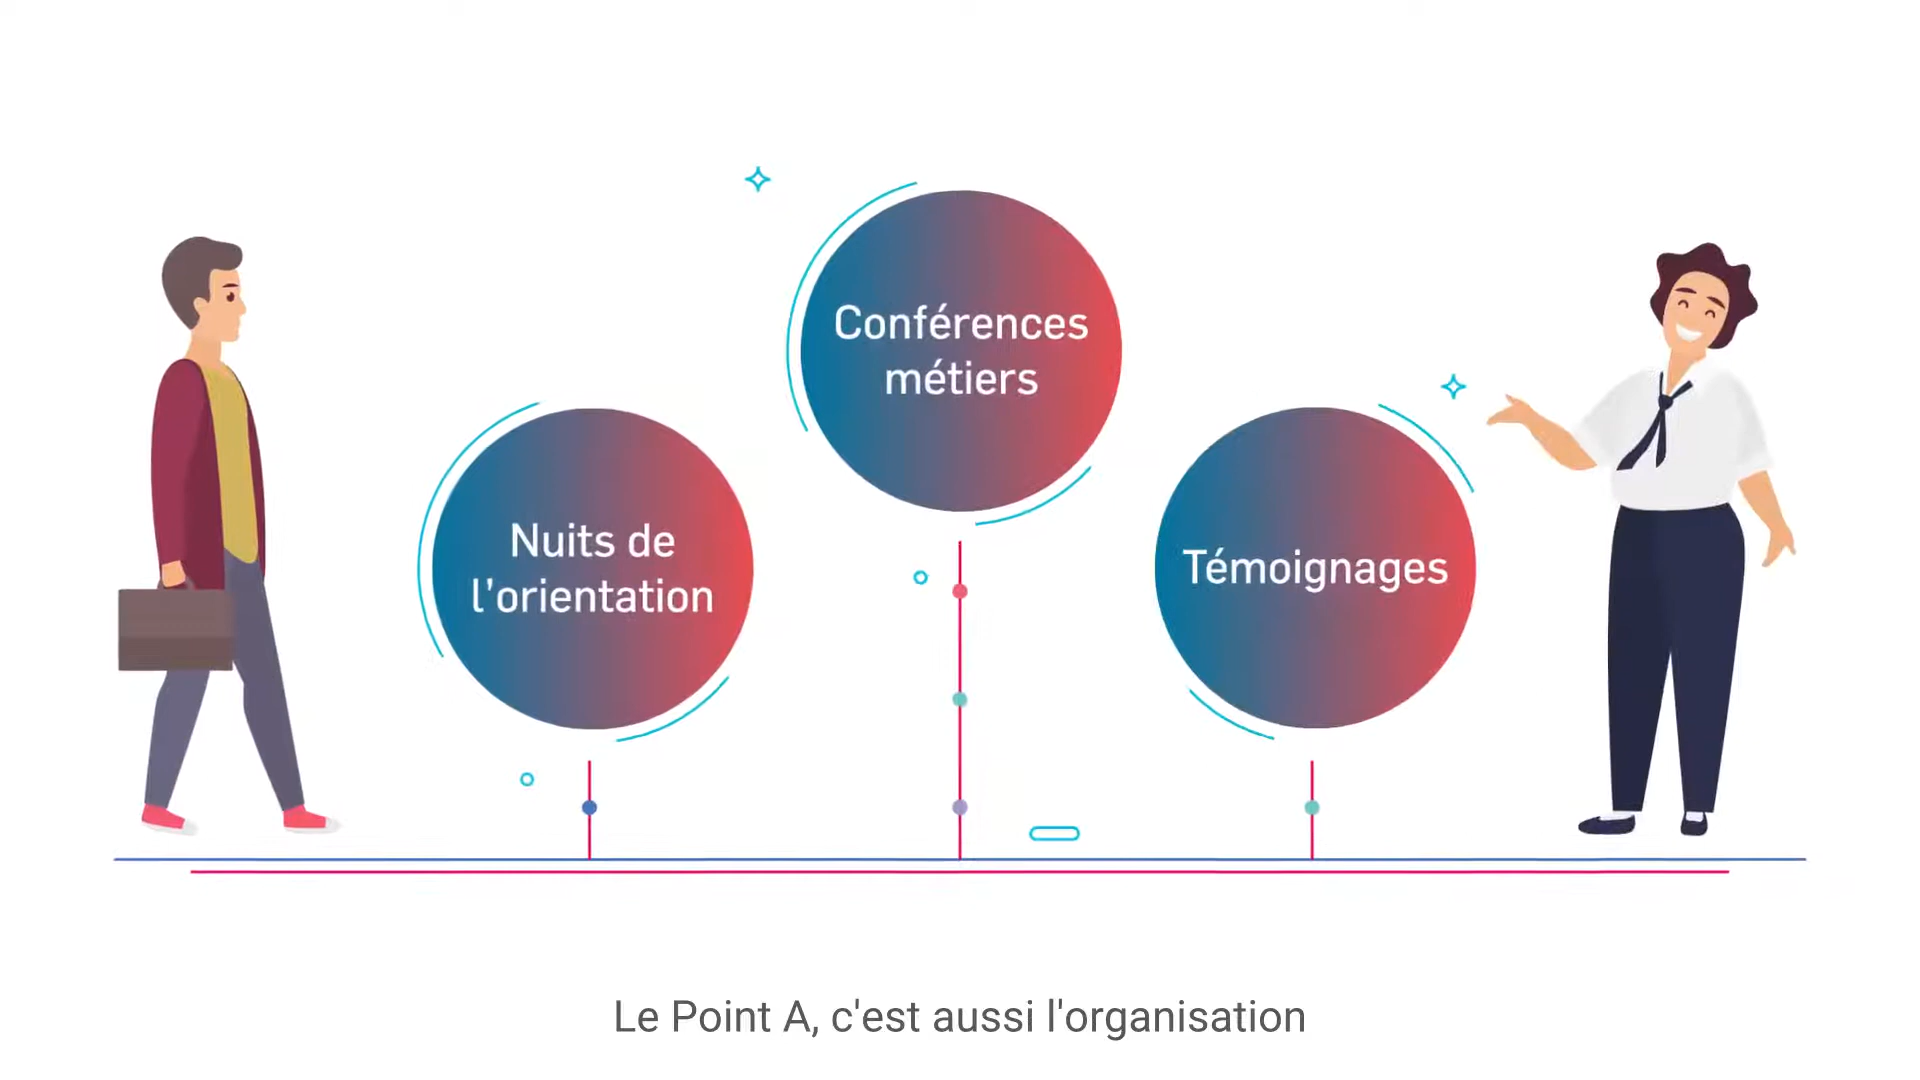 Conférences
métiers
Nuits de
l'orientation
Témoignages
Le Point A, c'est aussi l'organisation